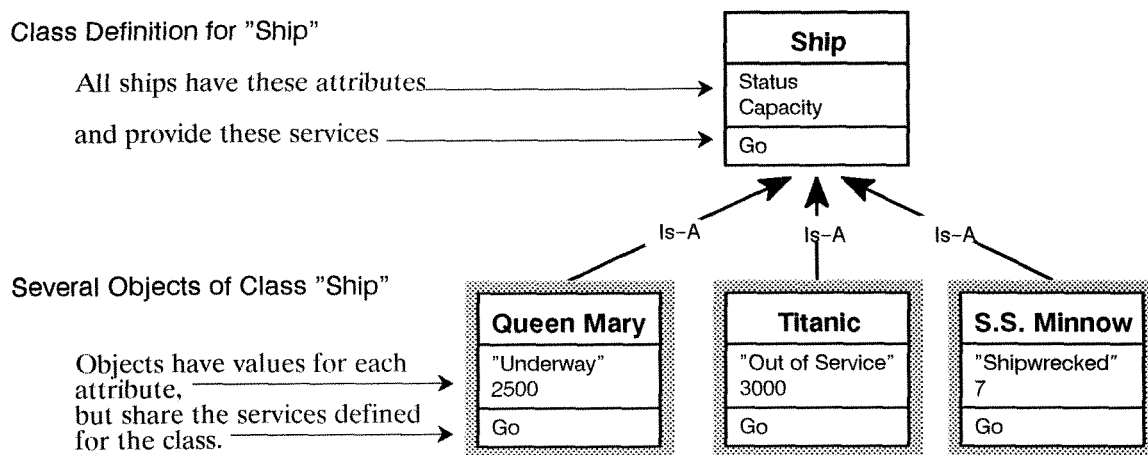 Class Definition for "Ship"
All ships have these attributes
and provide these services
Ship
Status
Capacity
Go
Is-A
Is-A
Is-A
Several Objects of Class "Ship"
Objects have values for each
attribute,
but share the services defined
for the class.
Queen Mary
"Underway"
2500
Go
Titanic
"Out of Service"
3000
Go
S.S. Minnow
"Shipwrecked"
7
Go